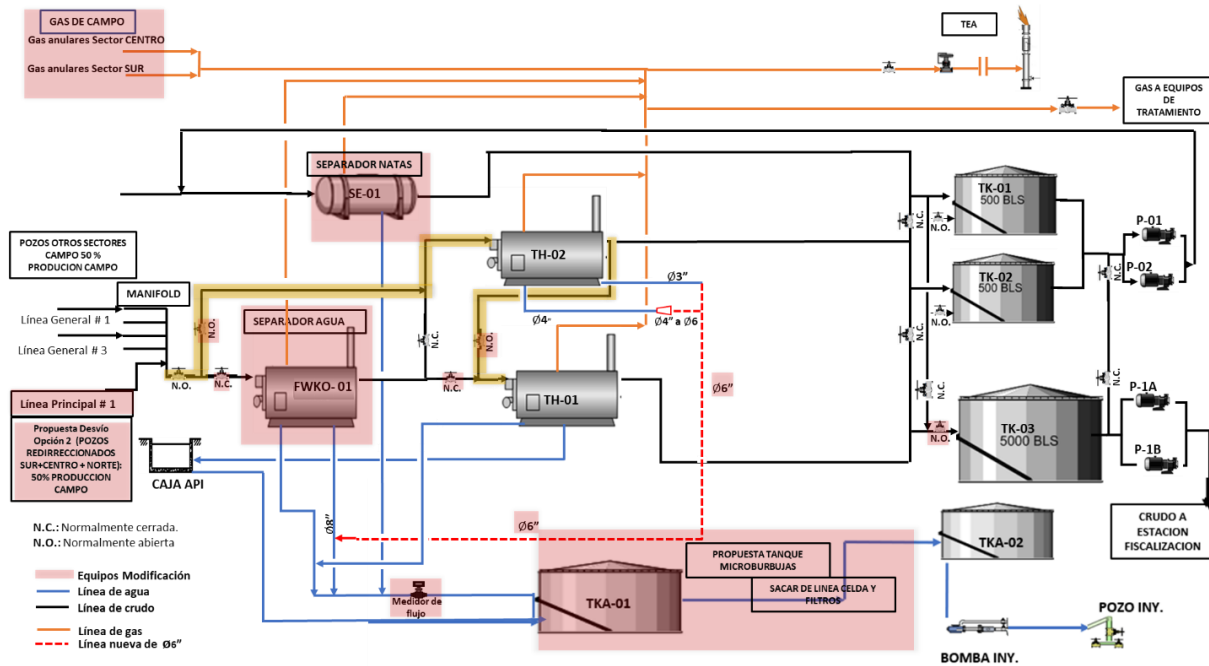 GAS DE CAMPO
Gas anulares Sector CENTRO
Gas anulares Sector SUR
TEA
GAS A EQUIPOS
DE
TRATAMIENTO
SEPARADOR NATAS
SE-01
TK-01
500 BLS
N.C.
N.O.
P-01
P-02
N.C.
POZOS OTROS SECTORES
CAMPO 50 %
PRODUCION CAMPO
TH-02
TK-02
500 BLS
N.C.
N.O.
MANIFOLD
Ø3”
Línea General # 1
Línea General # 3
N.O.
SEPARADOR AGUA
N.C.
N.O.
Ø4”
Ø4” a Ø6
N.O.
N.C.
FWKO- 01
N.C.
TH-01
Ø6”
N.C.
N.C.
P-1A
P-1B
TK-03
5000 BLS
N.O.
Línea Principal # 1
Propuesta Desvío
Opción 2 (POZOS
REDIRRECCIONADOS
SUR+CENTRO + NORTE):
50% PRODUCCION
CAMPO
CAJA API
CRUDO A
ESTACION
FISCALIZACION
N.C.: Normalmente cerrada.
N.O.: Normalmente abierta
Ø8”
Ø6”
TKA-02
PROPUESTA TANQUE
MICROBURBUJAS
SACAR DE LINEA CELDA Y
FILTROS
Equipos Modificación
Línea de agua
Línea de crudo
Línea de gas
Línea nueva de Ø6”
Medidor de
flujo
TKA-01
POZO INY.
BOMBA INY.